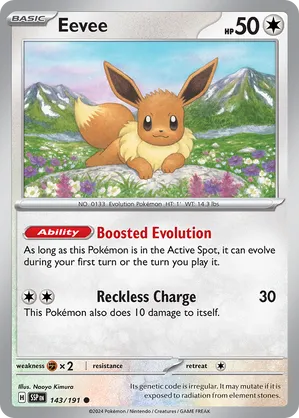 BASIC
Eevee
HP 50
NO. 0133 Evolution Pokémon HT: 1' WT: 14.3 lbs
Ability Boosted Evolution
As long as this Pokémon is in the Active Spot, it can evolve
during your first turn or the turn you play it.
Reckless Charge 30
This Pokémon also does 10 damage to itself.
weakness × 2 resistance retreat
Illus. Naoyo Kimura
H SSP EN 143/191
Its genetic code is irregular. It may mutate if it is exposed
to radiation from element stones.
©2024 Pokémon / Nintendo / Creatures / GAME FREAK